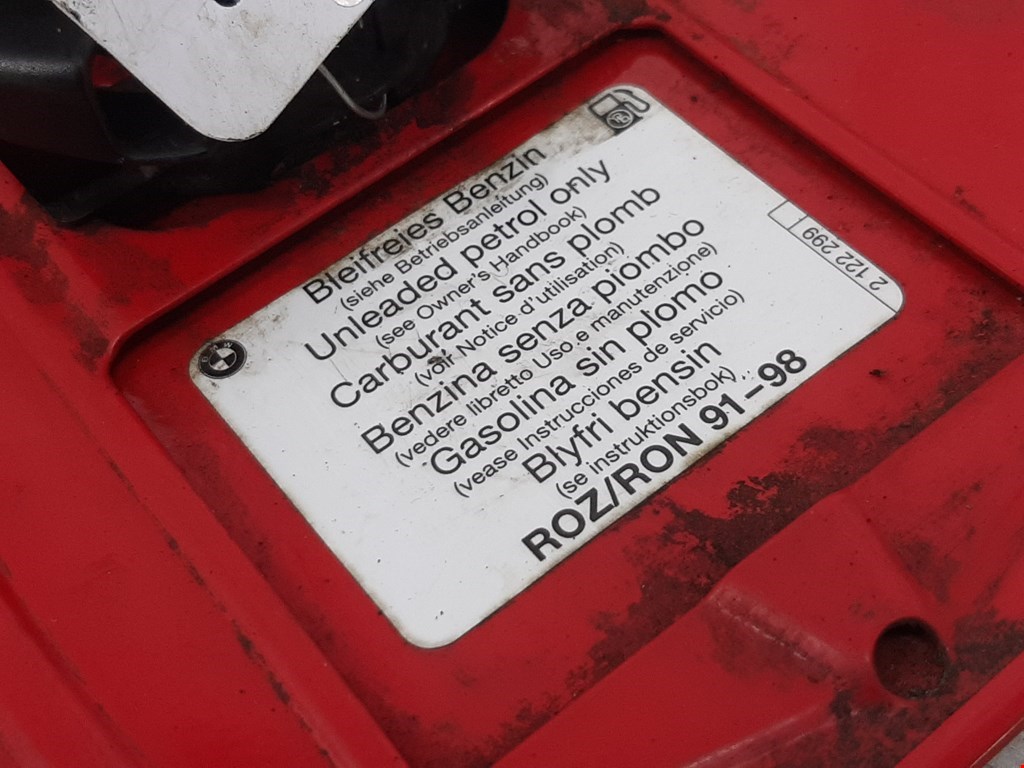 Bleifreies Benzin
(siehe Betriebsanleitung)
Unleaded petrol only
(see Owner's Handbook)
Carburant sans plomb
(voir Notice d'utilisation)
Benzina senza piombo
(vedere libretto Uso e manutenzione)
Gasolina sin plomo
(vease Instrucciones de servicio)
Blyfri bensin
(se instruktionsbok)
ROZ/RON 91–98
2 122 299
BMW